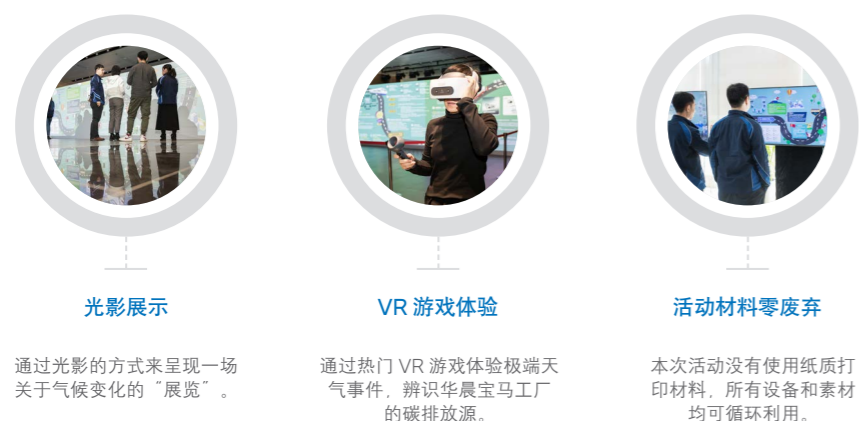 光影展示
通过光影的方式来呈现一场
关于气候变化的“展览”。
VR 游戏体验
通过热门 VR 游戏体验极端天
气事件，辨识华晨宝马工厂
的碳排放源。
活动材料零废弃
本次活动没有使用纸质打
印材料，所有设备和素材
均可循环利用。